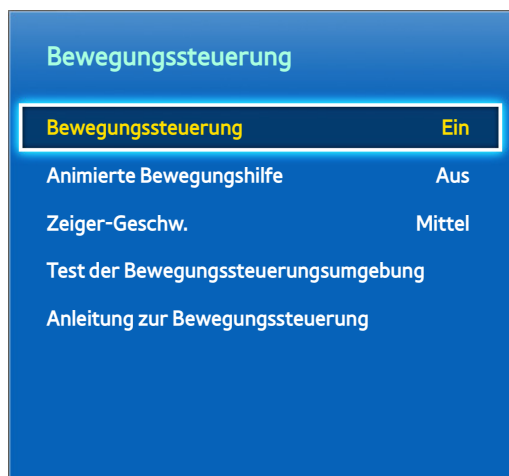 Bewegungssteuerung
Bewegungssteuerung Ein
Animierte Bewegungshilfe Aus
Zeiger-Geschw. Mittel
Test der Bewegungssteuerungsumgebung
Anleitung zur Bewegungssteuerung